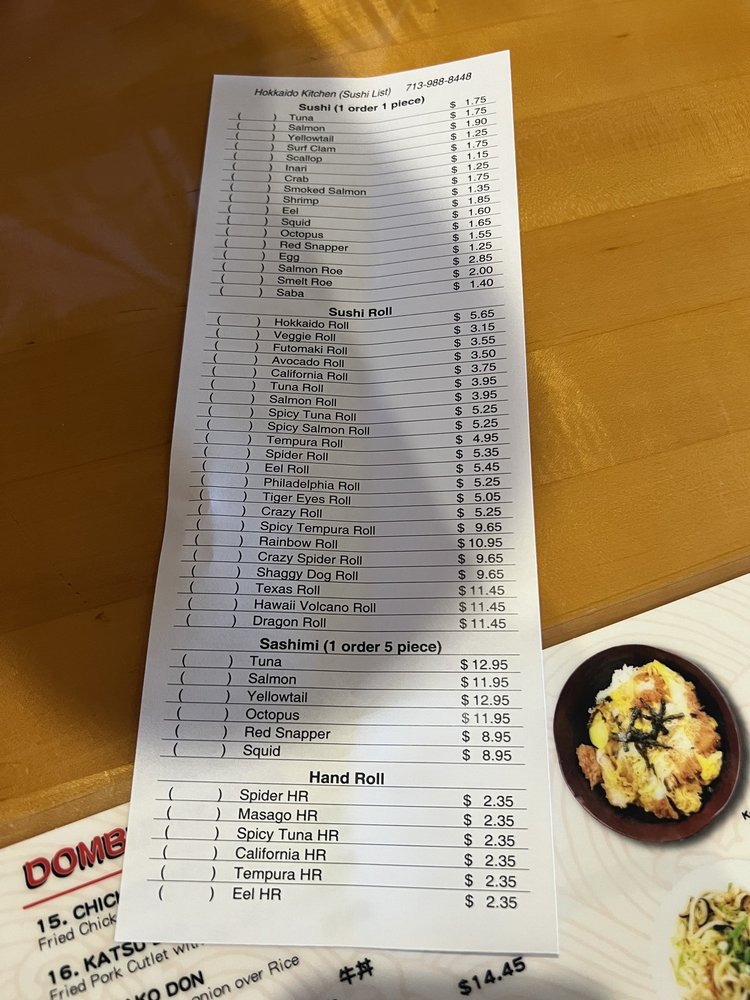 Hokkaido Kitchen (Sushi List) 713-988-8448
Sushi (1 order 1 piece)
( ) Tuna $ 1.75
( ) Salmon $ 1.75
( ) Yellowtail $ 1.90
( ) Surf Clam $ 1.25
( ) Scallop $ 1.75
( ) Inari $ 1.15
( ) Crab $ 1.25
( ) Smoked Salmon $ 1.75
( ) Shrimp $ 1.35
( ) Eel $ 1.85
( ) Squid $ 1.60
( ) Octopus $ 1.65
( ) Red Snapper $ 1.55
( ) Egg $ 1.25
( ) Salmon Roe $ 2.85
( ) Smelt Roe $ 2.00
( ) Saba $ 1.40
Sushi Roll
( ) Hokkaido Roll $ 5.65
( ) Veggie Roll $ 3.15
( ) Futomaki Roll $ 3.55
( ) Avocado Roll $ 3.50
( ) California Roll $ 3.75
( ) Tuna Roll $ 3.95
( ) Salmon Roll $ 3.95
( ) Spicy Tuna Roll $ 5.25
( ) Spicy Salmon Roll $ 5.25
( ) Tempura Roll $ 4.95
( ) Spider Roll $ 5.35
( ) Eel Roll $ 5.45
( ) Philadelphia Roll $ 5.25
( ) Tiger Eyes Roll $ 5.05
( ) Crazy Roll $ 5.25
( ) Spicy Tempura Roll $ 9.65
( ) Rainbow Roll $ 10.95
( ) Crazy Spider Roll $ 9.65
( ) Shaggy Dog Roll $ 9.65
( ) Texas Roll $ 11.45
( ) Hawaii Volcano Roll $ 11.45
( ) Dragon Roll $ 11.45
Sashimi (1 order 5 piece)
( ) Tuna $ 12.95
( ) Salmon $ 11.95
( ) Yellowtail $ 12.95
( ) Octopus $ 11.95
( ) Red Snapper $ 8.95
( ) Squid $ 8.95
Hand Roll
( ) Spider HR $ 2.35
( ) Masago HR $ 2.35
( ) Spicy Tuna HR $ 2.35
( ) California HR $ 2.35
( ) Tempura HR $ 2.35
( ) Eel HR $ 2.35
DOMB
15. CHIC
Fried Chick
16. KATSU
Fried Pork Cutlet with
KO DON 牛丼 $14.45
onion over Rice